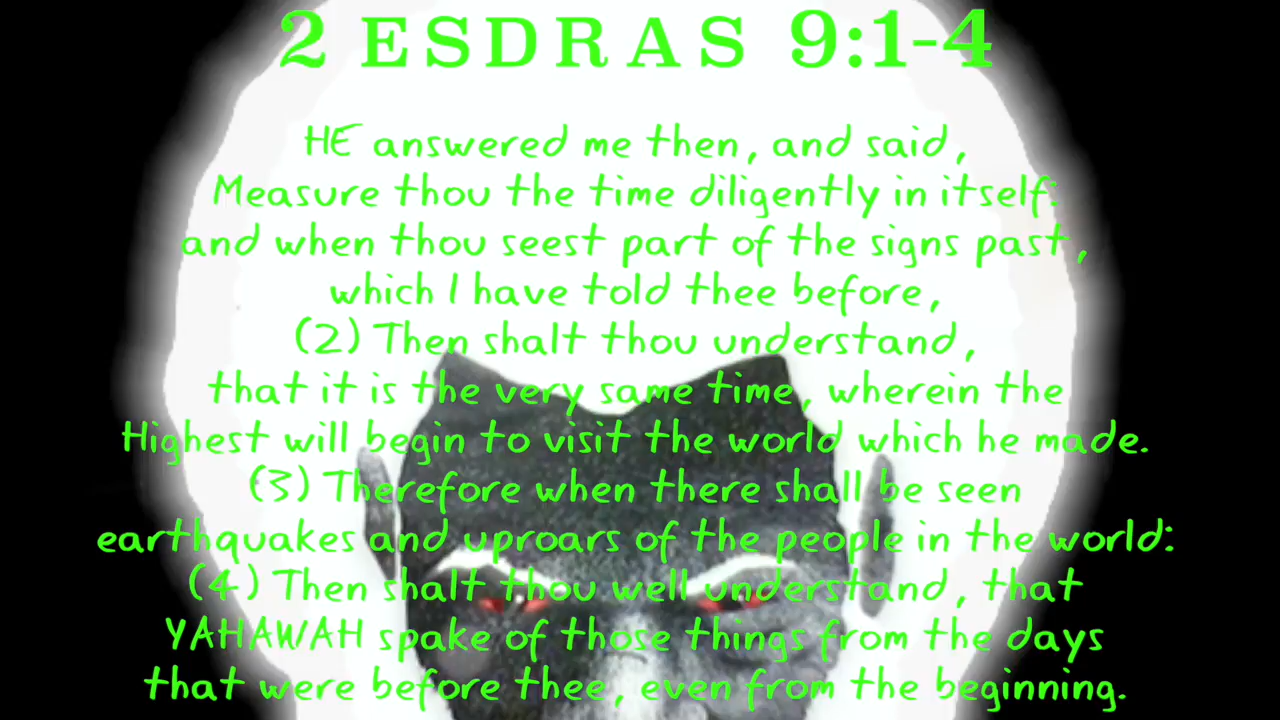 2 ESDRAS 9:1-4
HE answered me then, and said,
Measure thou the time diligently in itself:
and when thou seest part of the signs past,
which I have told thee before,
(2) Then shalt thou understand,
that it is the very same time, wherein the
Highest will begin to visit the world which he made.
(3) Therefore when there shall be seen
earthquakes and uproars of the people in the world:
(4) Then shalt thou well understand, that
YAHAWAH spake of those things from the days
that were before thee, even from the beginning.